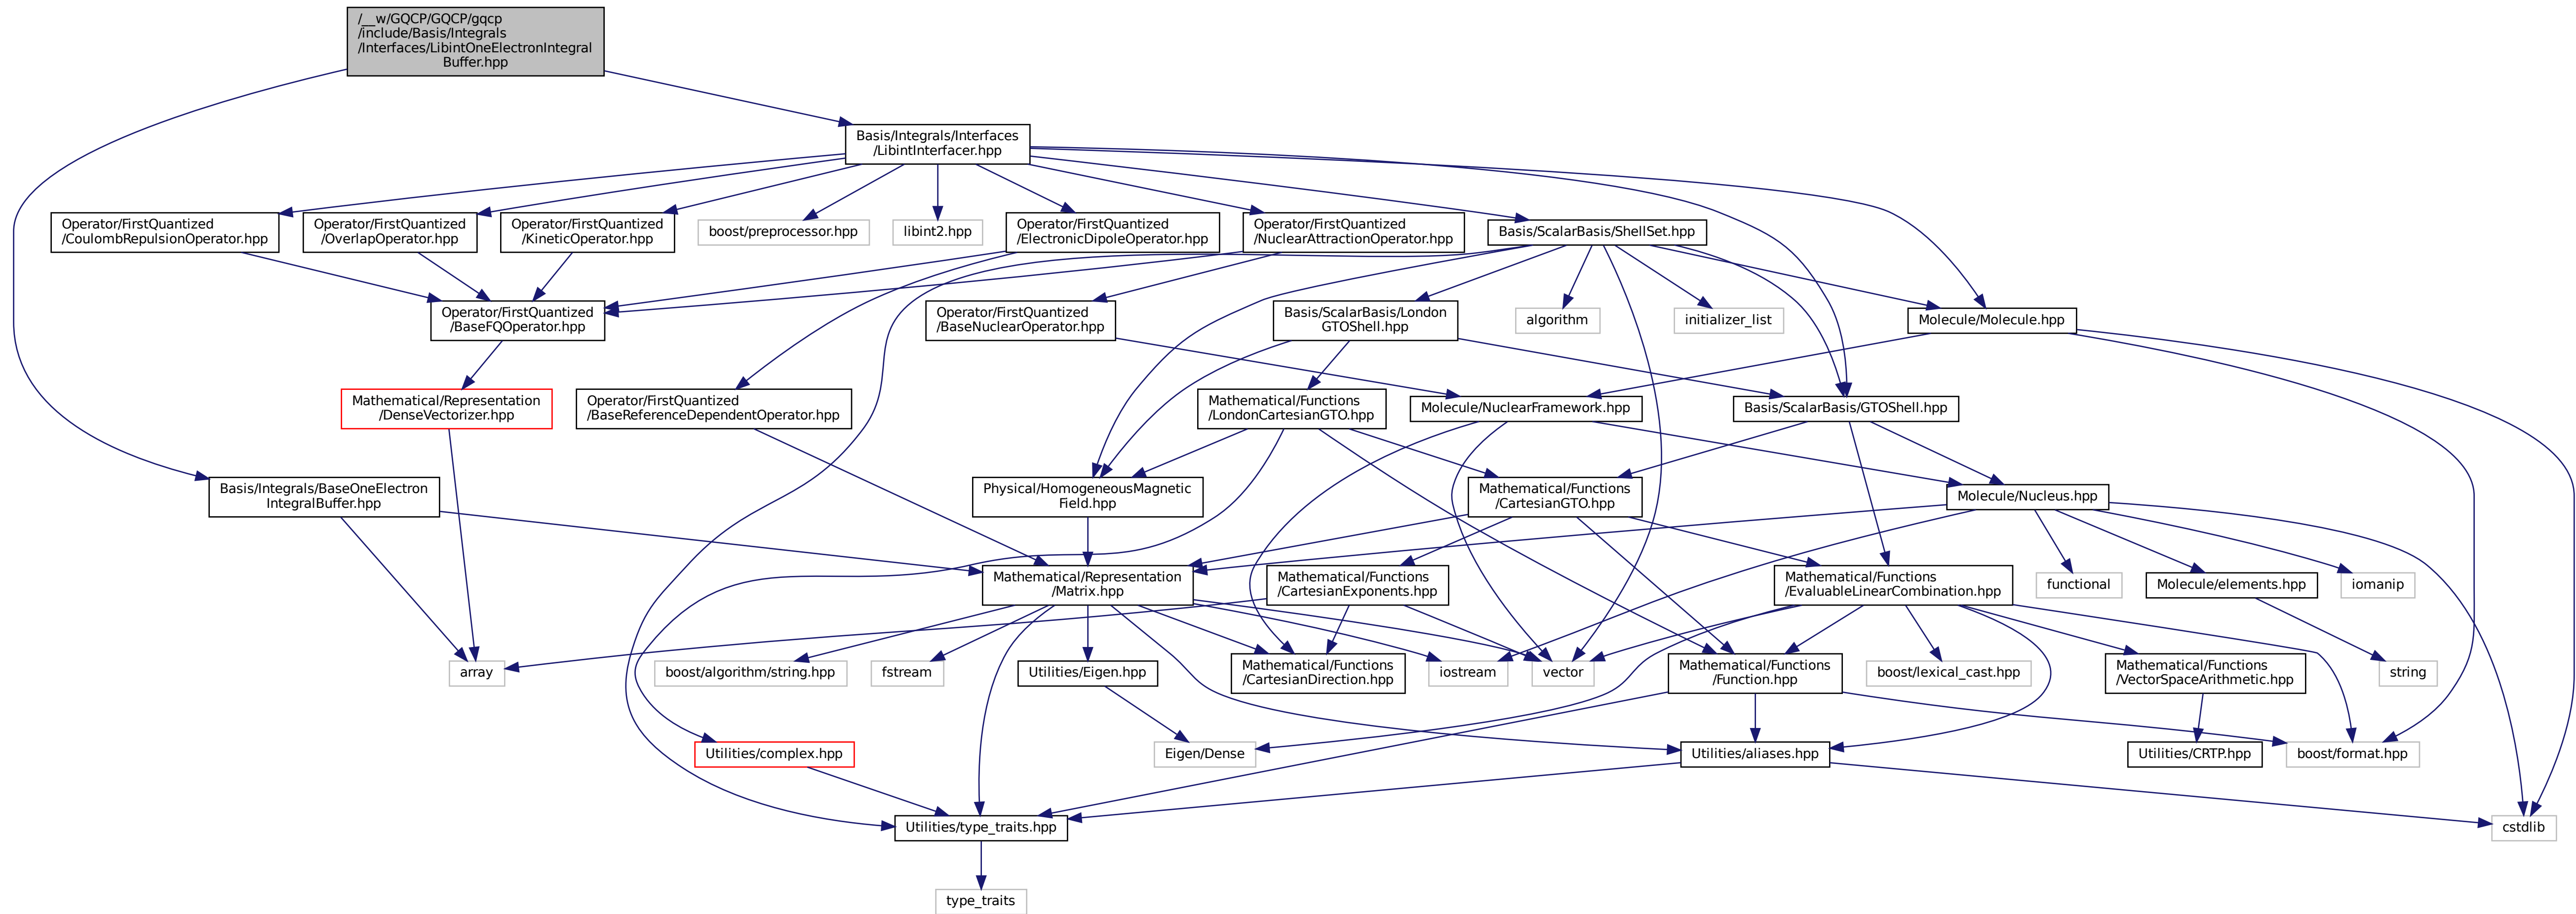 /__w/GQCP/GQCP/gqcp
/include/Basis/Integrals
/Interfaces/LibintOneElectronIntegral
Buffer.hpp
Basis/Integrals/Interfaces
/LibintInterfacer.hpp
Operator/FirstQuantized
/CoulombRepulsionOperator.hpp
Operator/FirstQuantized
/OverlapOperator.hpp
Operator/FirstQuantized
/KineticOperator.hpp
boost/preprocessor.hpp
libint2.hpp
Operator/FirstQuantized
/ElectronicDipoleOperator.hpp
Operator/FirstQuantized
/NuclearAttractionOperator.hpp
Basis/ScalarBasis/ShellSet.hpp
Operator/FirstQuantized
/BaseFQOperator.hpp
Operator/FirstQuantized
/BaseNuclearOperator.hpp
Basis/ScalarBasis/London
GTOShell.hpp
algorithm
initializer_list
Molecule/Molecule.hpp
Mathematical/Representation
/DenseVectorizer.hpp
Operator/FirstQuantized
/BaseReferenceDependentOperator.hpp
Mathematical/Functions
/LondonCartesianGTO.hpp
Molecule/NuclearFramework.hpp
Basis/ScalarBasis/GTOShell.hpp
Basis/Integrals/BaseOneElectron
IntegralBuffer.hpp
Physical/HomogeneousMagnetic
Field.hpp
Mathematical/Functions
/CartesianGTO.hpp
Molecule/Nucleus.hpp
Mathematical/Representation
/Matrix.hpp
Mathematical/Functions
/CartesianExponents.hpp
Mathematical/Functions
/EvaluableLinearCombination.hpp
functional
Molecule/elements.hpp
iomanip
array
boost/algorithm/string.hpp
fstream
Utilities/Eigen.hpp
Mathematical/Functions
/CartesianDirection.hpp
iostream
vector
Mathematical/Functions
/Function.hpp
boost/lexical_cast.hpp
Mathematical/Functions
/VectorSpaceArithmetic.hpp
string
Utilities/complex.hpp
Eigen/Dense
Utilities/aliases.hpp
Utilities/CRTP.hpp
boost/format.hpp
Utilities/type_traits.hpp
cstdlib
type_traits